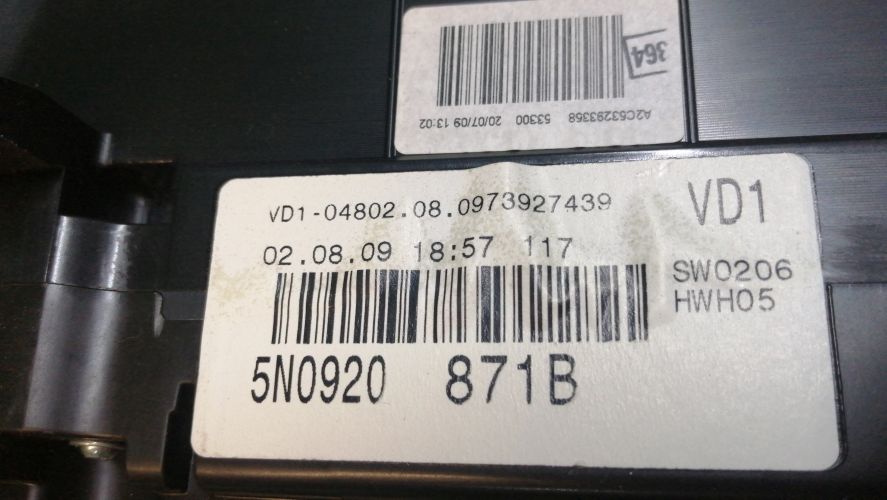 364
A2C53293358 53300 20/07/09 13:02
VD1-04802.08.0973927439
VD1
02.08.09 18:57 117
SW0206
HWH05
5N0920 871B